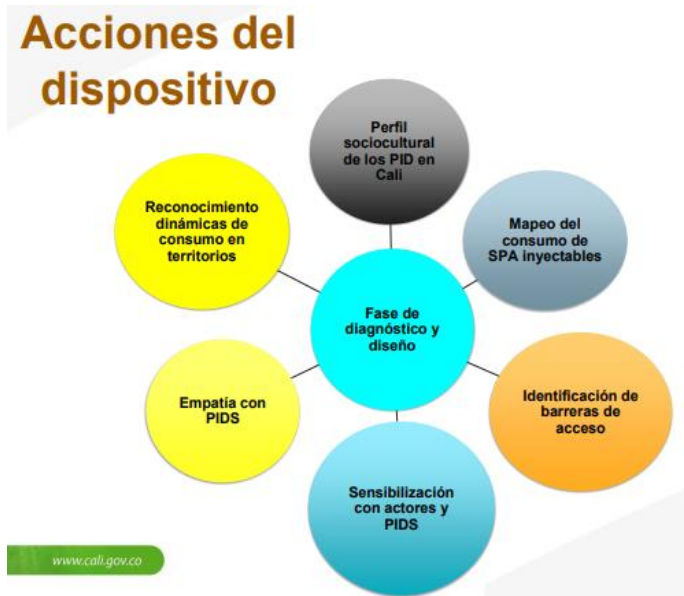 Acciones del
dispositivo
Perfil
sociocultural
de los PID en
Cali
Mapeo del
consumo de
SPA inyectables
Identificación de
barreras de
acceso
Sensibilización
con actores y
PIDS
Empatía con
PIDS
Reconocimiento
dinámicas de
consumo en
territorios
Fase de
diagnóstico y
diseño
www.cali.gov.co